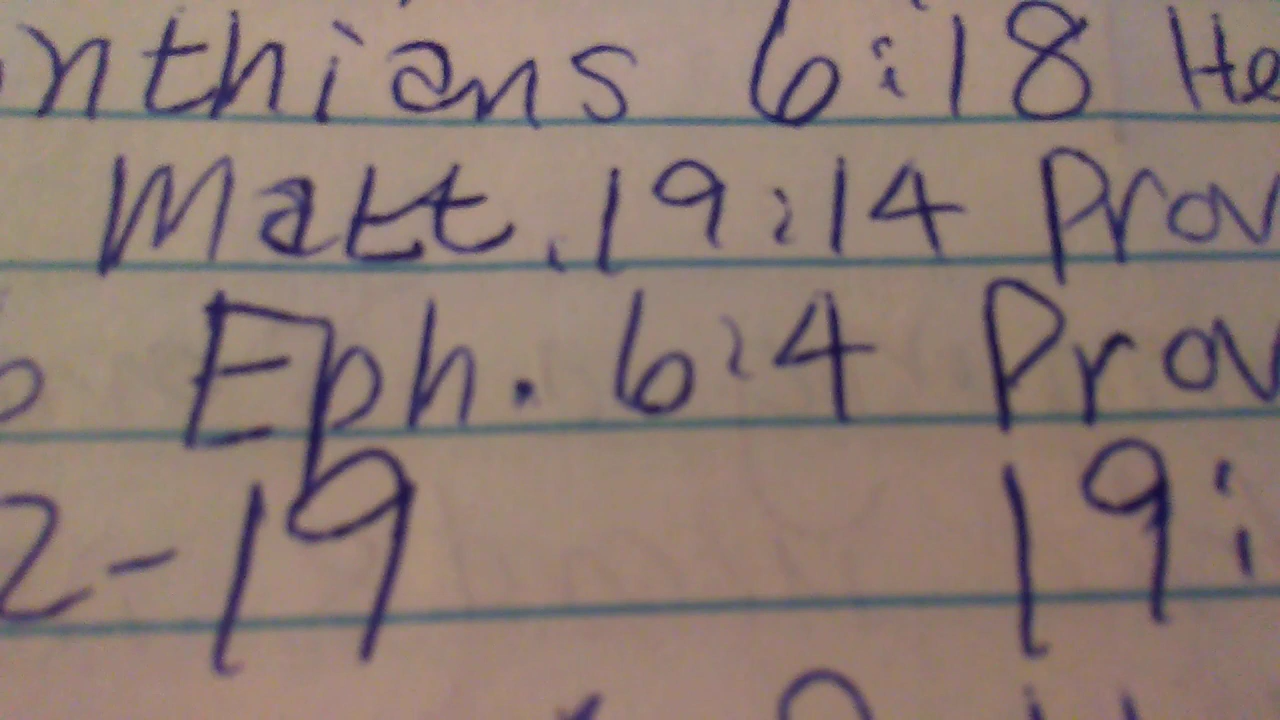 nthians 6:18 He
Matt. 19:14 Prov
Eph. 6:4 Prov
2-19 19: